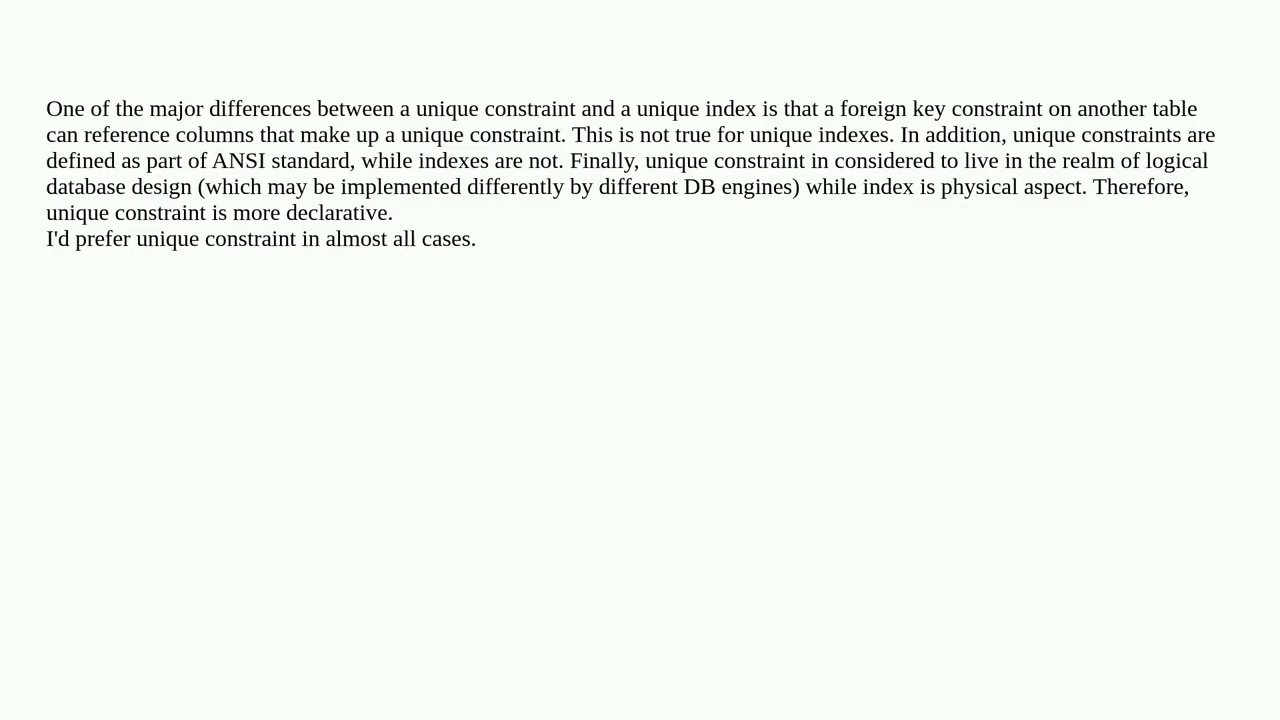 One of the major differences between a unique constraint and a unique index is that a foreign key constraint on another table
can reference columns that make up a unique constraint. This is not true for unique indexes. In addition, unique constraints are
defined as part of ANSI standard, while indexes are not. Finally, unique constraint in considered to live in the realm of logical
database design (which may be implemented differently by different DB engines) while index is physical aspect. Therefore,
unique constraint is more declarative.
I'd prefer unique constraint in almost all cases.